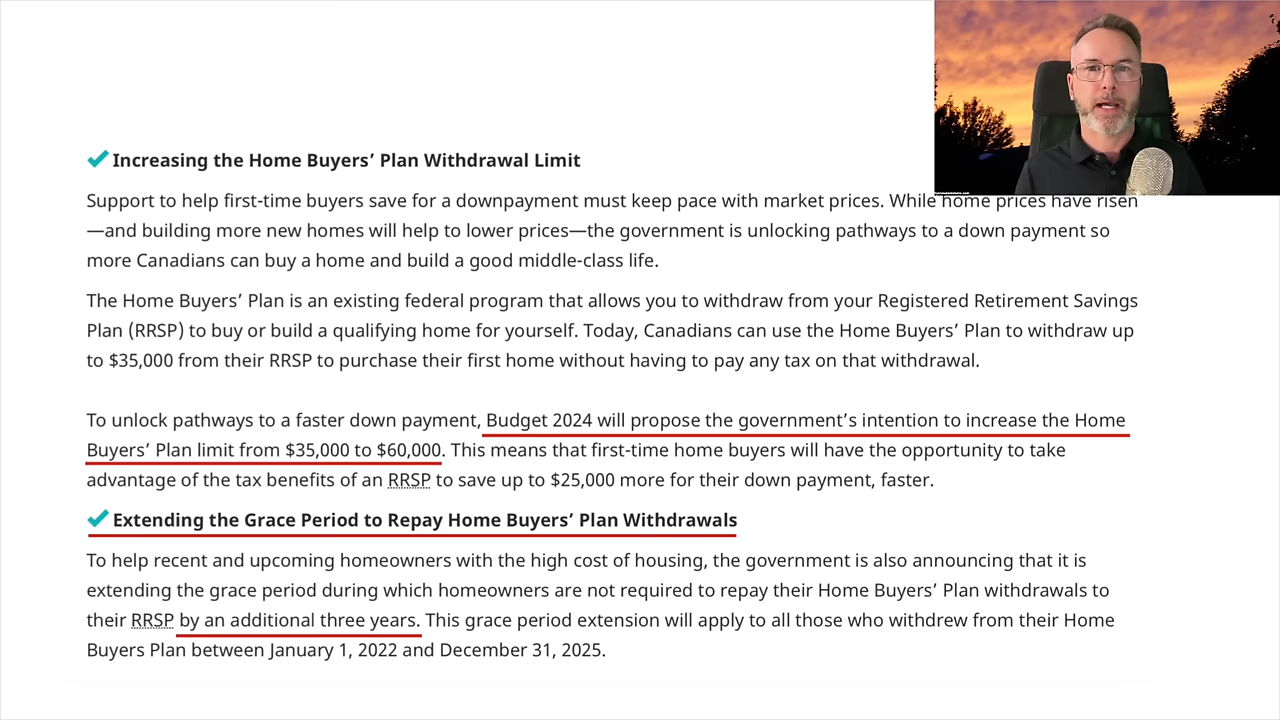 Increasing the Home Buyers’ Plan Withdrawal Limit
Support to help first-time buyers save for a downpayment must keep pace with market prices. While home prices have risen
—and building more new homes will help to lower prices—the government is unlocking pathways to a down payment so
more Canadians can buy a home and build a good middle-class life.
The Home Buyers’ Plan is an existing federal program that allows you to withdraw from your Registered Retirement Savings
Plan (RRSP) to buy or build a qualifying home for yourself. Today, Canadians can use the Home Buyers’ Plan to withdraw up
to $35,000 from their RRSP to purchase their first home without having to pay any tax on that withdrawal.
To unlock pathways to a faster down payment, Budget 2024 will propose the government’s intention to increase the Home
Buyers’ Plan limit from $35,000 to $60,000. This means that first-time home buyers will have the opportunity to take
advantage of the tax benefits of an RRSP to save up to $25,000 more for their down payment, faster.
Extending the Grace Period to Repay Home Buyers’ Plan Withdrawals
To help recent and upcoming homeowners with the high cost of housing, the government is also announcing that it is
extending the grace period during which homeowners are not required to repay their Home Buyers’ Plan withdrawals to
their RRSP by an additional three years. This grace period extension will apply to all those who withdrew from their Home
Buyers Plan between January 1, 2022 and December 31, 2025.